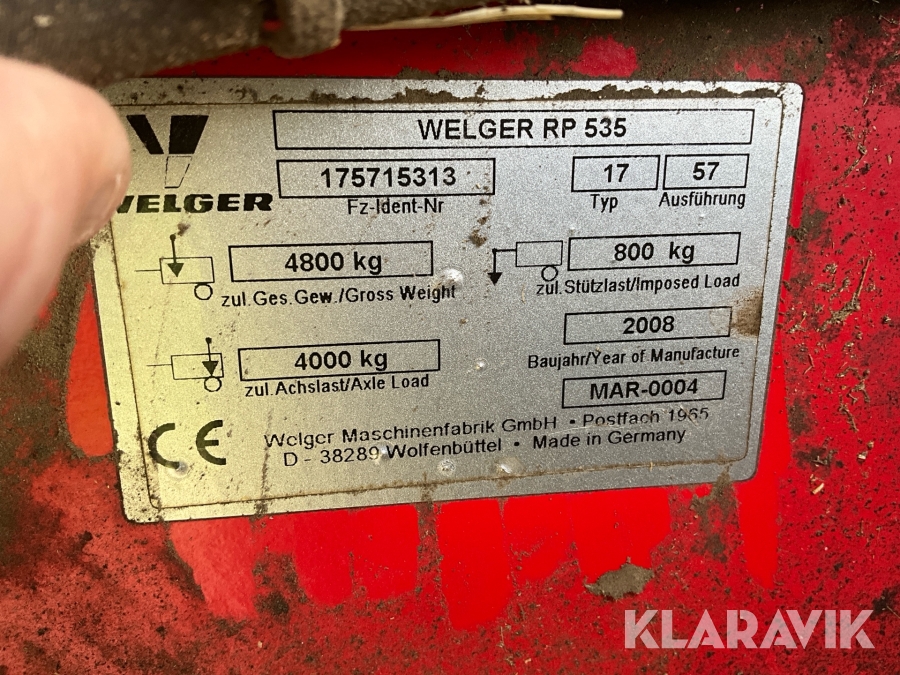 WELGER RP 535
175715313 17 57
Fz-Ident-Nr Typ Ausführung
WELGER
4800 kg 800 kg
zul.Ges.Gew./Gross Weight zul.Stützlast/Imposed Load
2008
Baujahr/Year of Manufacture
4000 kg
zul.Achslast/Axle Load
MAR-0004
CE
Welger Maschinenfabrik GmbH • Postfach 1965
D - 38289 Wolfenbüttel • Made in Germany
KLARAVIK